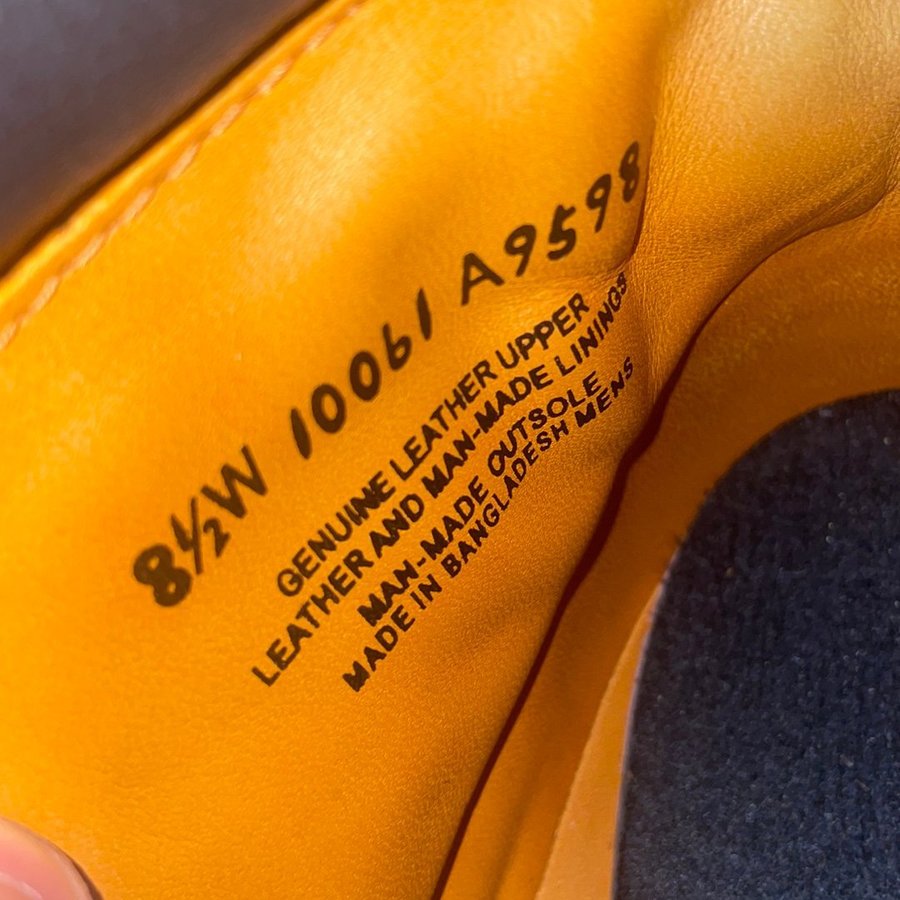 8½W 10061 A9598
GENUINE LEATHER UPPER
LEATHER AND MAN-MADE LININGS
MAN-MADE OUTSOLE
MADE IN BANGLADESH MENS